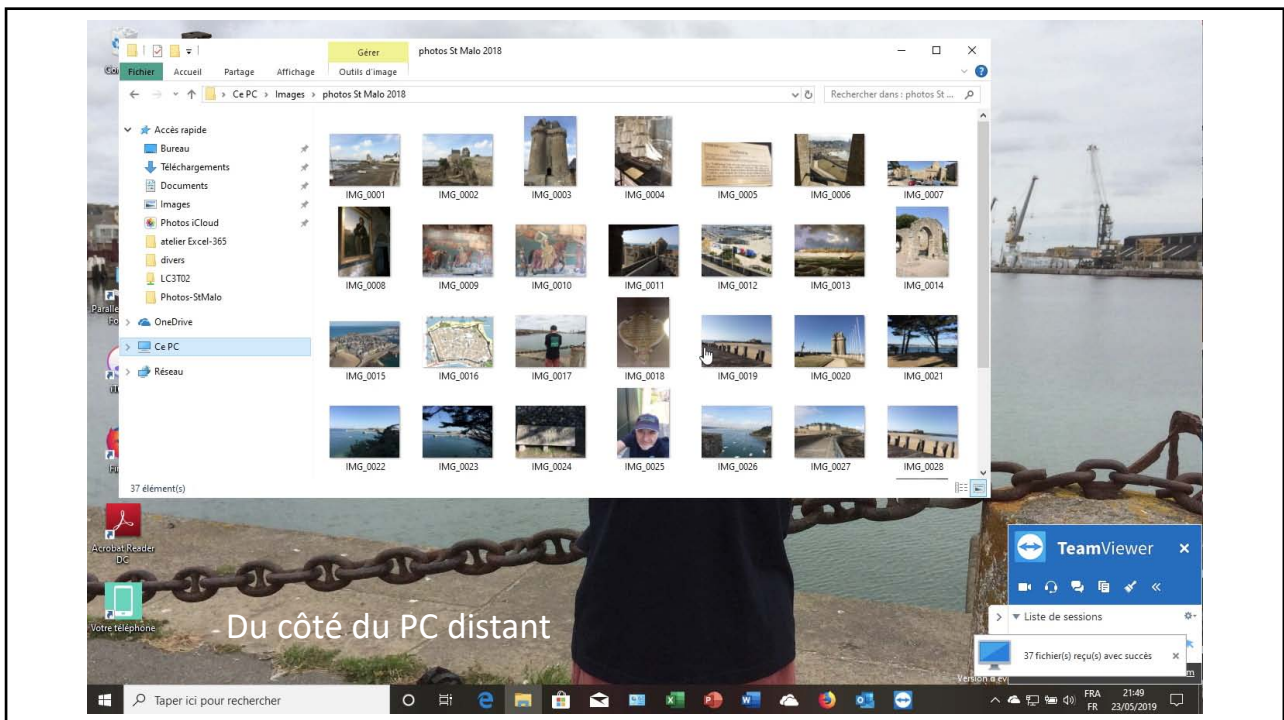 Gérer
photos St Malo 2018
Fichier Accueil Partage Affichage Outils d'image
Ce PC > Images > photos St Malo 2018
Rechercher dans : photos St ...
Accès rapide
Bureau
Téléchargements
Documents
Images
Photos iCloud
atelier Excel-365
divers
LC3T02
Photos-StMalo
OneDrive
Ce PC
Réseau
IMG_0001 IMG_0002 IMG_0003 IMG_0004 IMG_0005 IMG_0006 IMG_0007
IMG_0008 IMG_0009 IMG_0010 IMG_0011 IMG_0012 IMG_0013 IMG_0014
IMG_0015 IMG_0016 IMG_0017 IMG_0018 IMG_0019 IMG_0020 IMG_0021
IMG_0022 IMG_0023 IMG_0024 IMG_0025 IMG_0026 IMG_0027 IMG_0028
37 élément(s)
Acrobat Reader
DC
Votre téléphone
- Du côté du PC distant
TeamViewer
Liste de sessions
37 fichier(s) reçu(s) avec succès
Taper ici pour rechercher
FRA
FR
21:49
23/05/2019